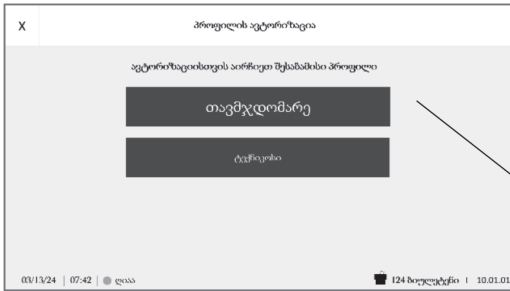 X პროფილის ავტორიზაცია
ავტორიზაციისთვის აირჩიეთ შესაბამისი პროფილი
თავმჯდომარე
ტექნიკოსი
03/13/24 | 07:42 | ღიაა 124 ბიულეტენი | 10.01.01